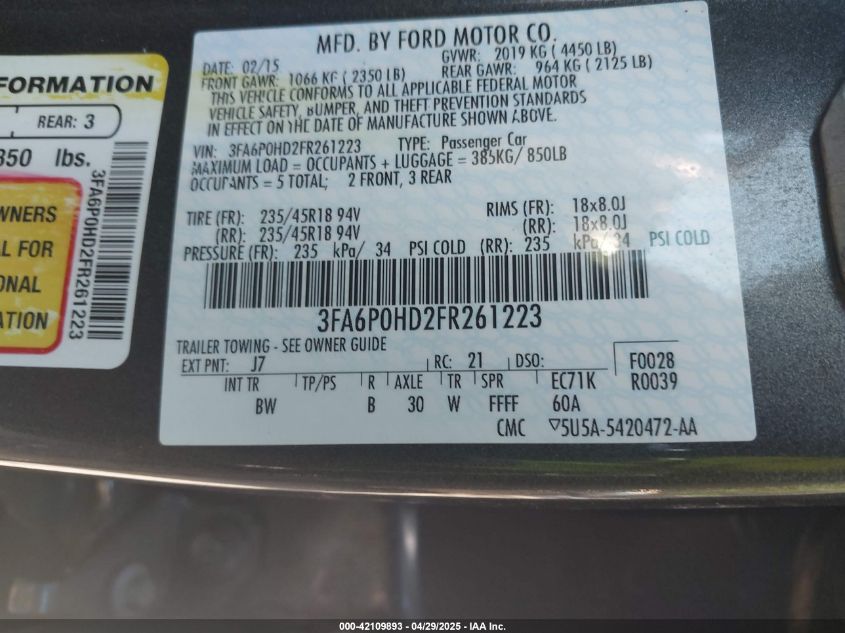 MFD. BY FORD MOTOR CO.
DATE: 02/15 GVWR: 2019 KG ( 4450 LB)
FRONT GAWR: 1066 KG ( 2350 LB) REAR GAWR: 964 KG ( 2125 LB)
THIS VEHICLE CONFORMS TO ALL APPLICABLE FEDERAL MOTOR
VEHICLE SAFETY, BUMPER, AND THEFT PREVENTION STANDARDS
IN EFFECT ON THE DATE OF MANUFACTURE SHOWN ABOVE.
VIN: 3FA6P0HD2FR261223 TYPE: Passenger Car
MAXIMUM LOAD = OCCUPANTS + LUGGAGE = 385KG/ 850LB
OCCUPANTS = 5 TOTAL; 2 FRONT, 3 REAR
TIRE (FR): 235/45R18 94V RIMS (FR): 18x8.0J
(RR): 235/45R18 94V (RR): 18x8.0J
PRESSURE (FR): 235 kPa/ 34 PSI COLD (RR): 235 kPa/ 34 PSI COLD
3FA6P0HD2FR261223
TRAILER TOWING - SEE OWNER GUIDE
EXT PNT: J7 RC: 21 DSO: F0028
INT TR TP/PS R AXLE TR SPR EC71K R0039
BW B 30 W FFFF 60A
CMC ▽5U5A-5420472-AA
FORMATION
REAR: 3
850 lbs.
3FA6P0HD2FR261223
OWNERS
AL FOR
ONAL
ATION
000-42109893 - 04/29/2025 - IAA Inc.